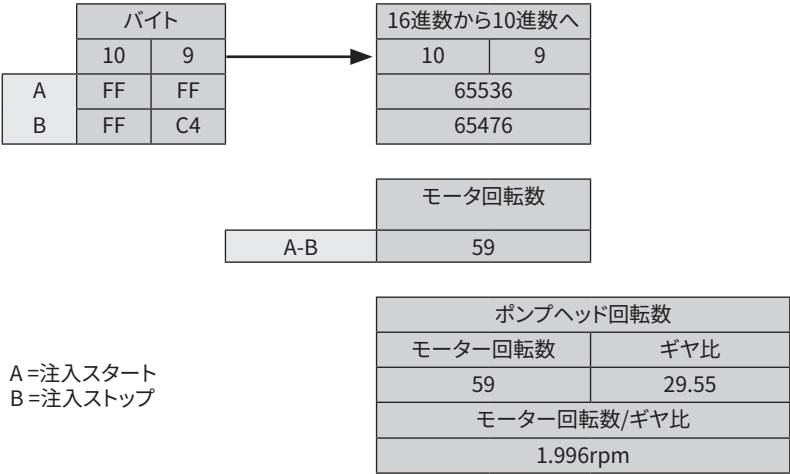 バイト
16進数から10進数へ
10 9
10 9
A FF FF
65536
B FF C4
65476
モータ回転数
A-B 59
ポンプヘッド回転数
モーター回転数 ギヤ比
59 29.55
モーター回転数/ギヤ比
1.996rpm
A =注入スタート
B =注入ストップ